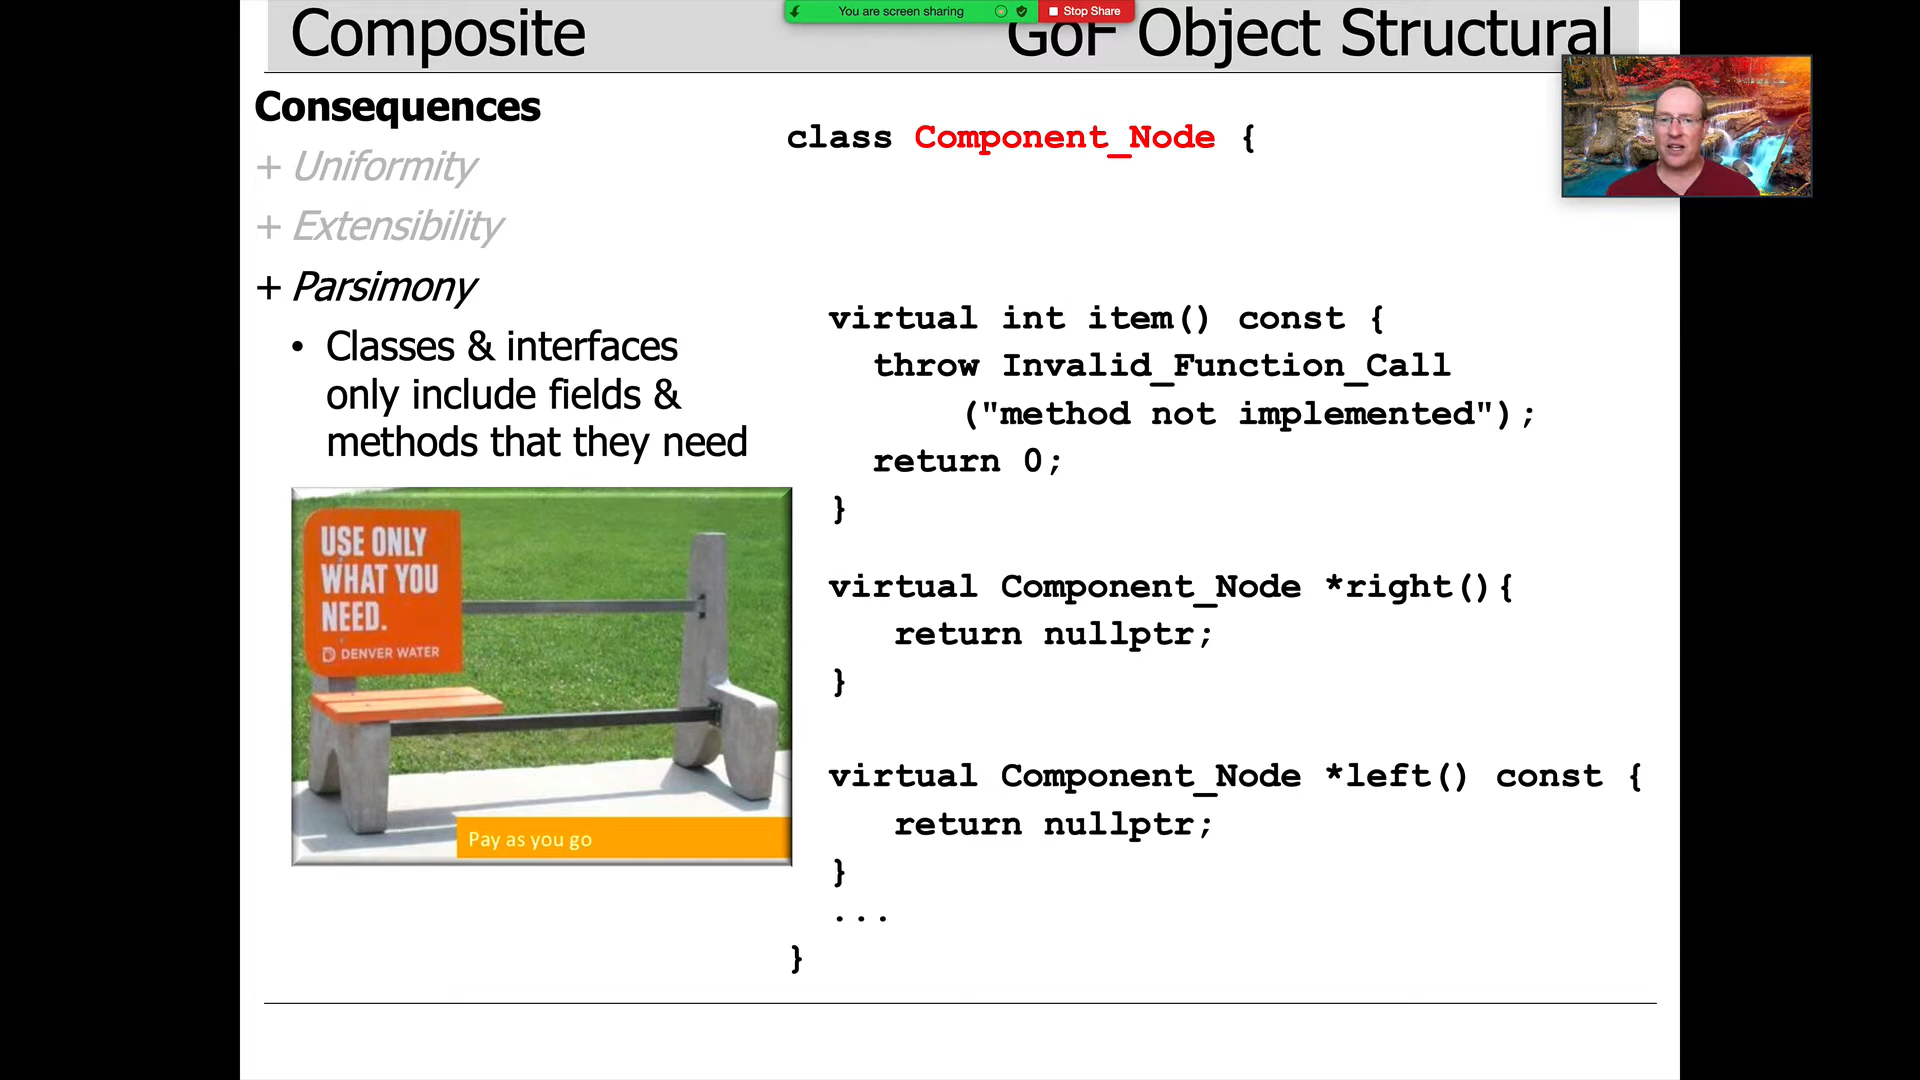 You are screen sharing
Stop Share
Composite
GoF Object Structural
Consequences
+ Uniformity
+ Extensibility
+ Parsimony
• Classes & interfaces
only include fields &
methods that they need
USE ONLY
WHAT YOU
NEED.
DENVER WATER
Pay as you go
class Component_Node {
virtual int item() const {
throw Invalid_Function_Call
("method not implemented");
return 0;
}
virtual Component_Node *right(){
return nullptr;
}
virtual Component_Node *left() const {
return nullptr;
}
...
}